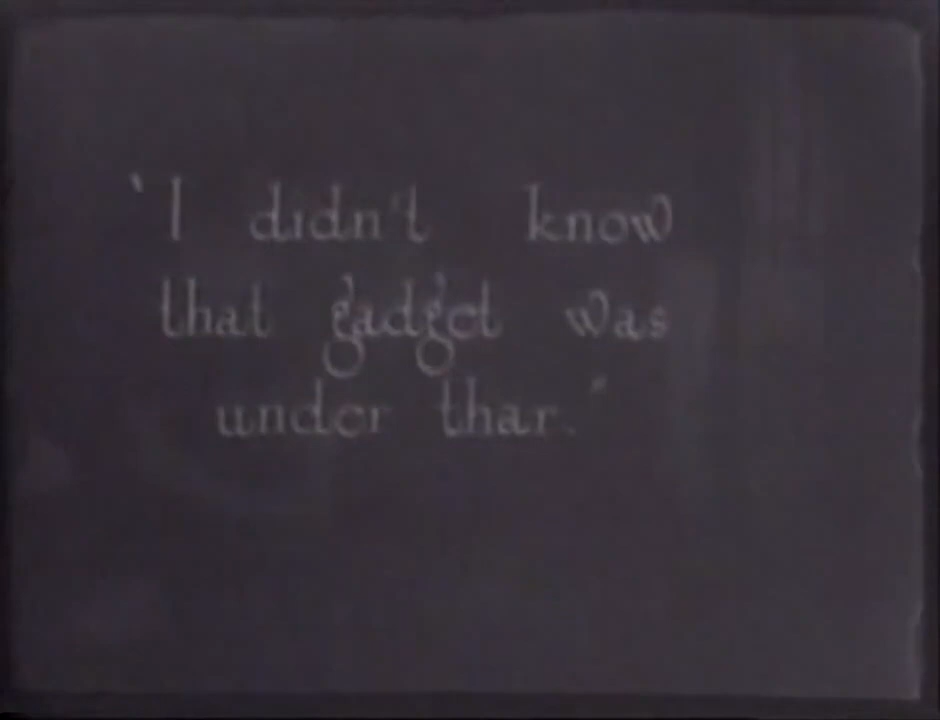 "I didn't know
that gadget was
under thar."